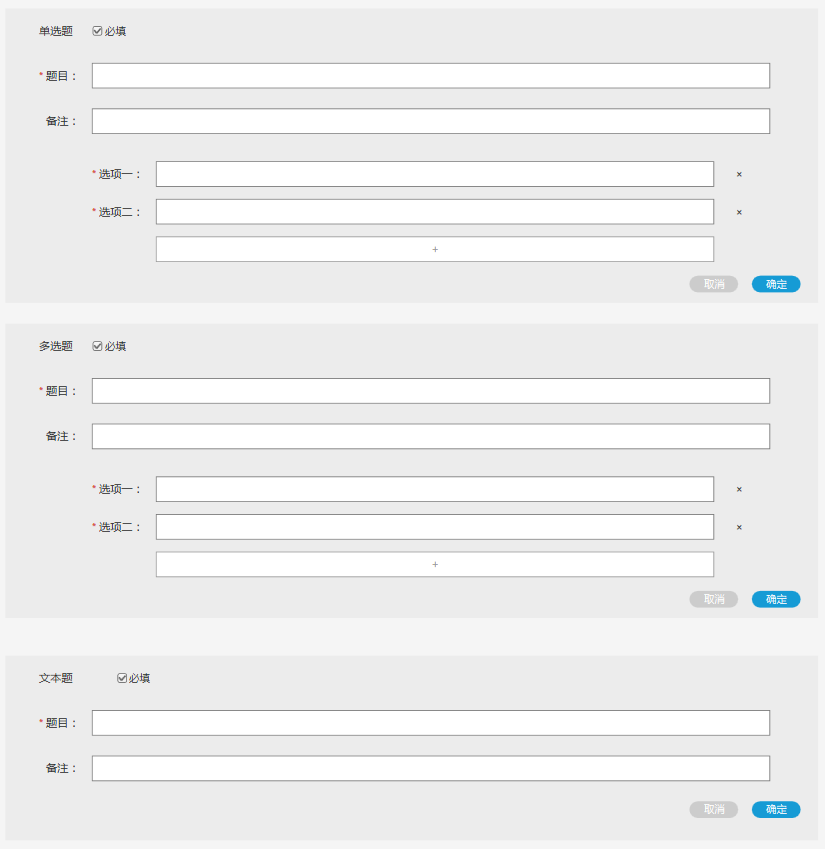 单选题 必填
* 题目：
备注：
* 选项一： ×
* 选项二： ×
+
取消 确定
多选题 必填
* 题目：
备注：
* 选项一： ×
* 选项二： ×
+
取消 确定
文本题 必填
* 题目：
备注：
取消 确定